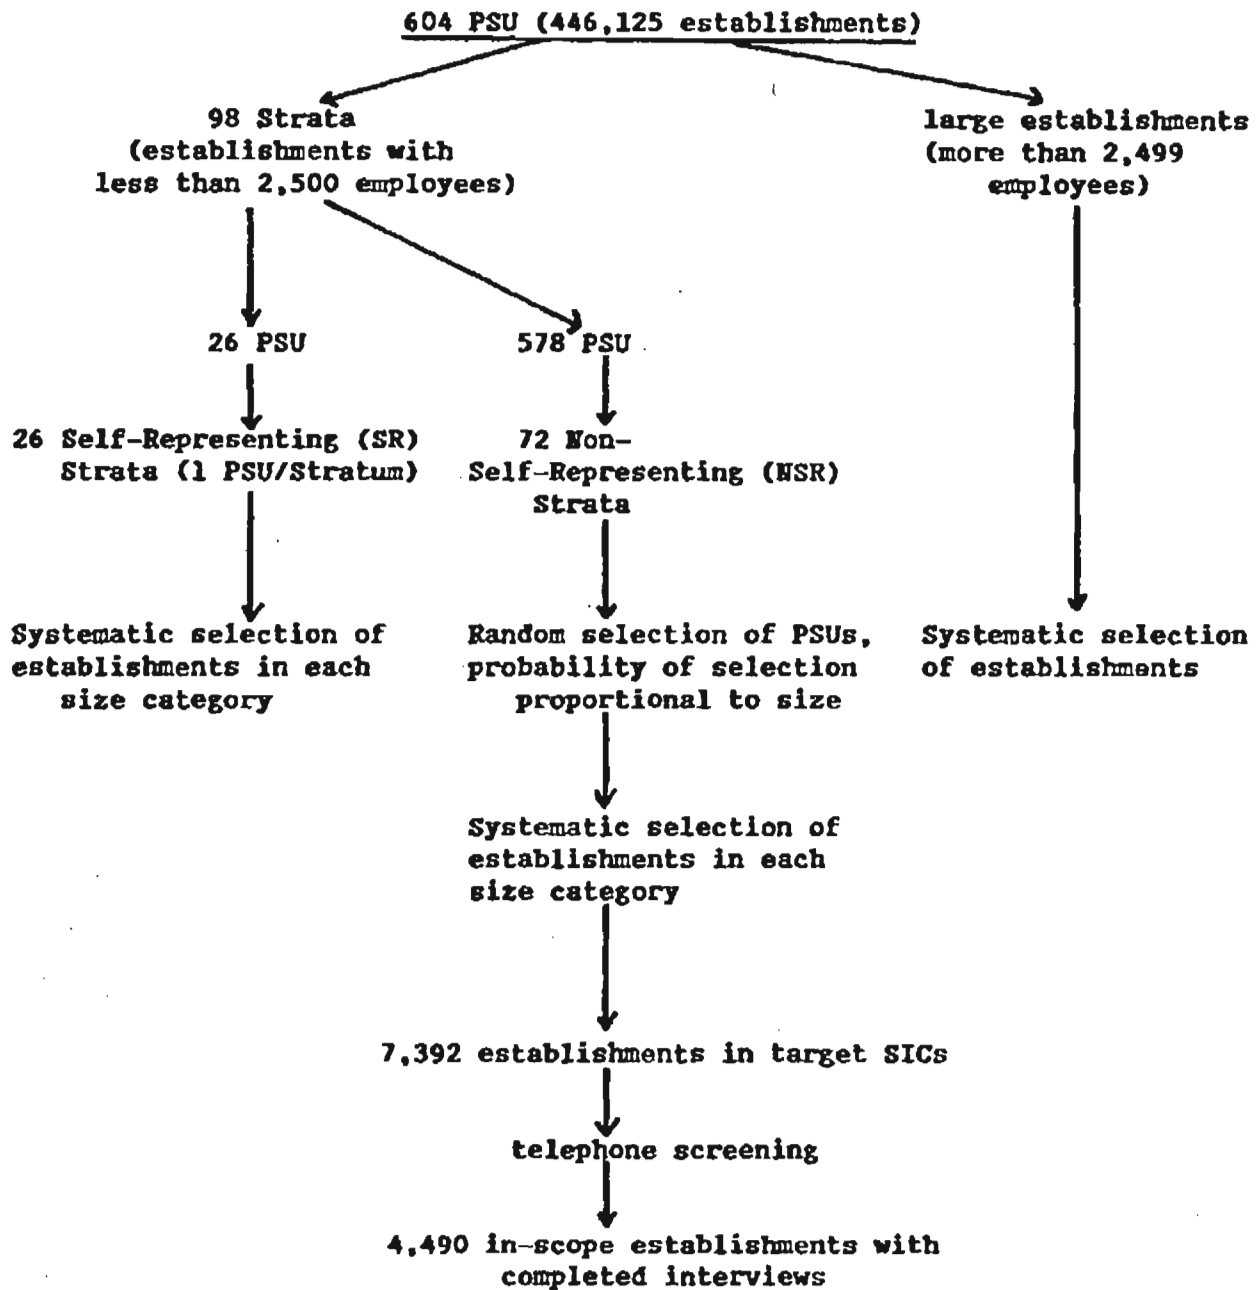 604 PSU (446,125 establishments)
98 Strata
(establishments with
less than 2,500 employees)
large establishments
(more than 2,499
employees)
26 PSU
578 PSU
26 Self-Representing (SR)
Strata (1 PSU/Stratum)
72 Non-
Self-Representing (NSR)
Strata
Systematic selection of
establishments in each
size category
Random selection of PSUs,
probability of selection
proportional to size
Systematic selection
of establishments
Systematic selection of
establishments in each
size category
7,392 establishments in target SICs
telephone screening
4,490 in-scope establishments with
completed interviews